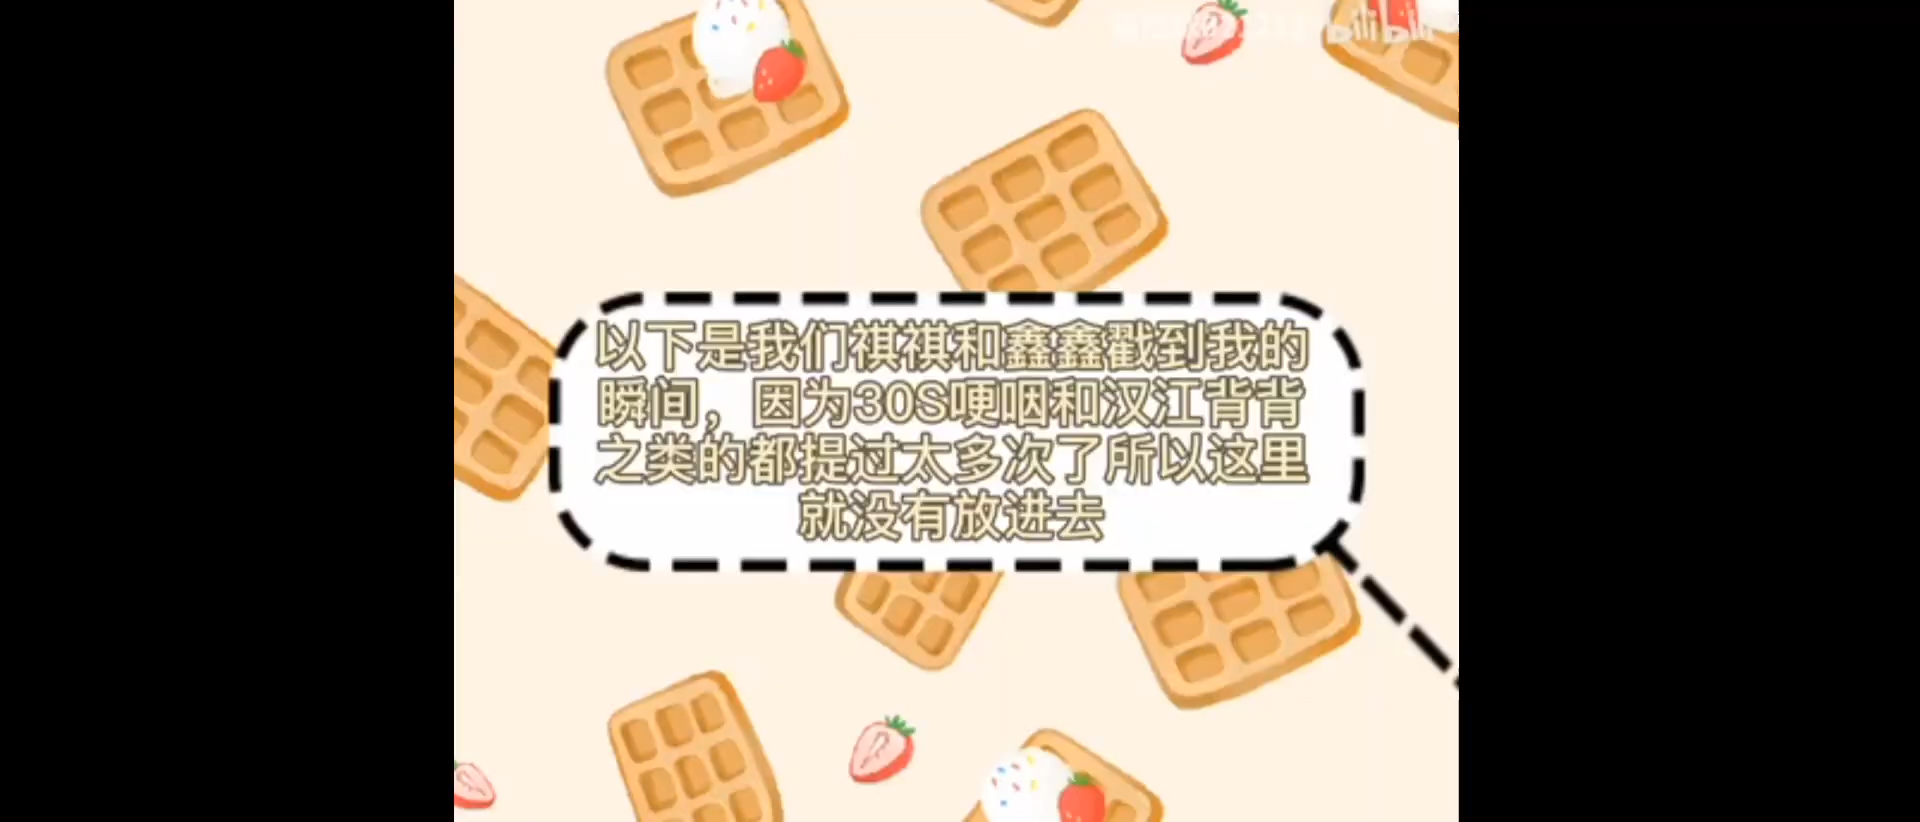 bilibili
以下是我们祺祺和鑫鑫戳到我的
瞬间，因为30S哽咽和汉江背背
之类的都提过太多次了所以这里
就没有放进去